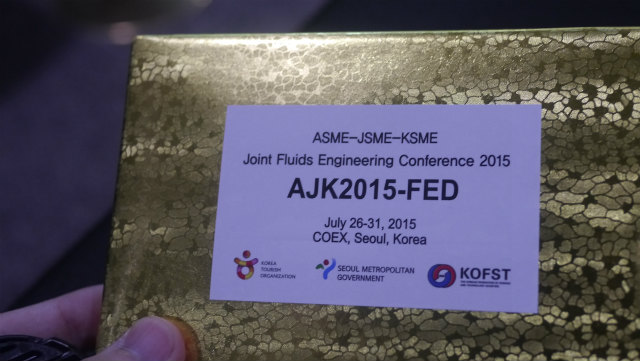 ASME-JSME-KSME
Joint Fluids Engineering Conference 2015
AJK2015-FED
July 26-31, 2015
COEX, Seoul, Korea
KOREA
TOURISM
ORGANIZATION
SEOUL METROPOLITAN
GOVERNMENT
KOFST